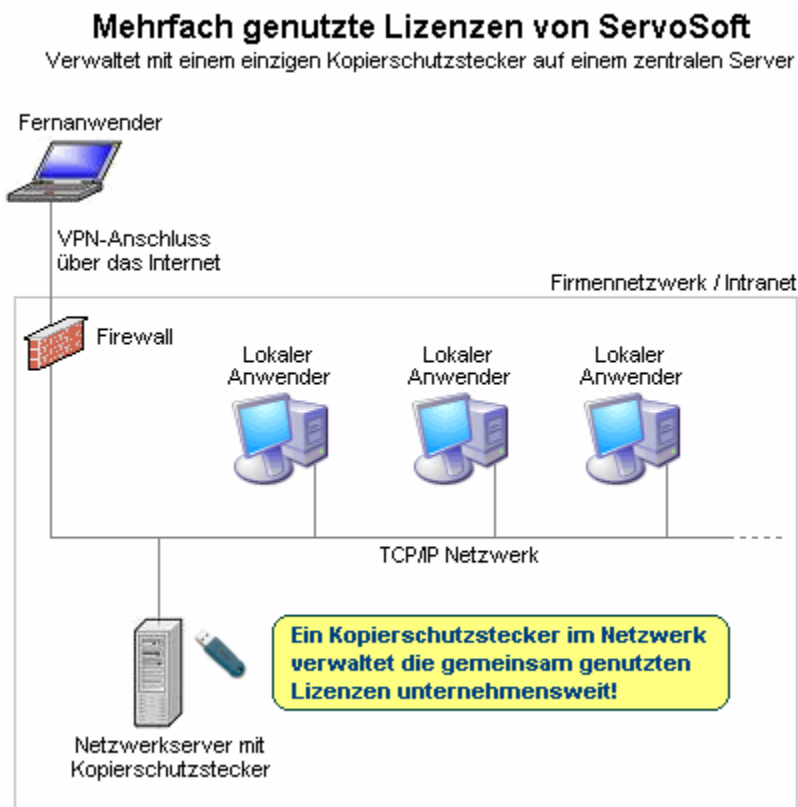 Mehrfach genutzte Lizenzen von ServoSoft
Verwaltet mit einem einzigen Kopierschutzstecker auf einem zentralen Server
Fernanwender
VPN-Anschluss
über das Internet
Firmennetzwerk / Intranet
Firewall
Lokaler
Anwender
Lokaler
Anwender
Lokaler
Anwender
TCP/IP Netzwerk
Ein Kopierschutzstecker im Netzwerk
verwaltet die gemeinsam genutzten
Lizenzen unternehmensweit!
Netzwerkserver mit
Kopierschutzstecker